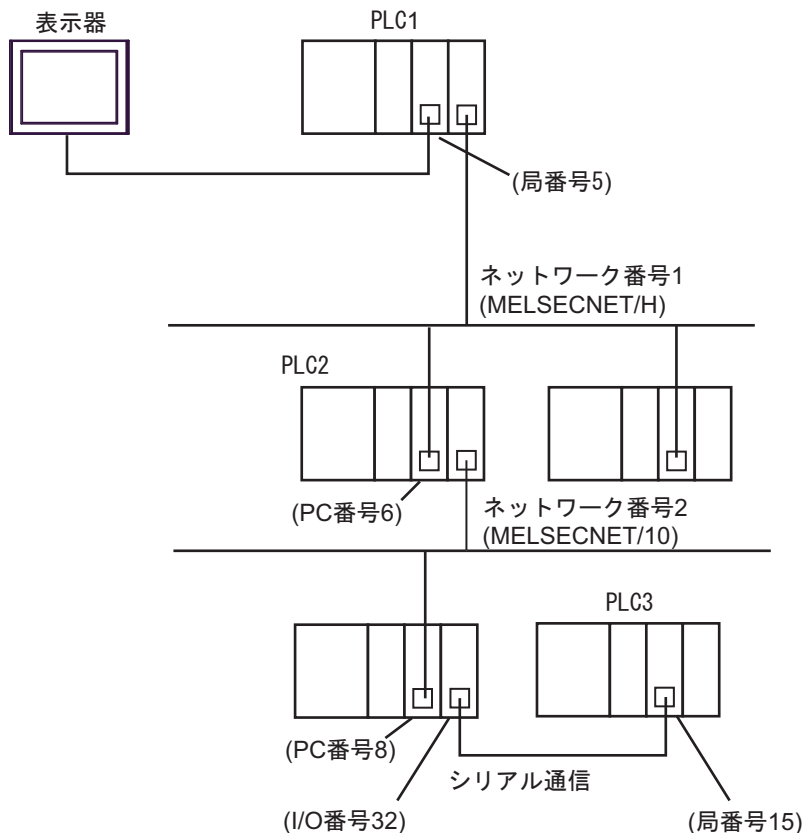 表示器
PLC1
(局番号5)
ネットワーク番号1
(MELSECNET/H)
PLC2
(PC番号6)
ネットワーク番号2
(MELSECNET/10)
PLC3
(PC番号8)
シリアル通信
(I/O番号32)
(局番号15)